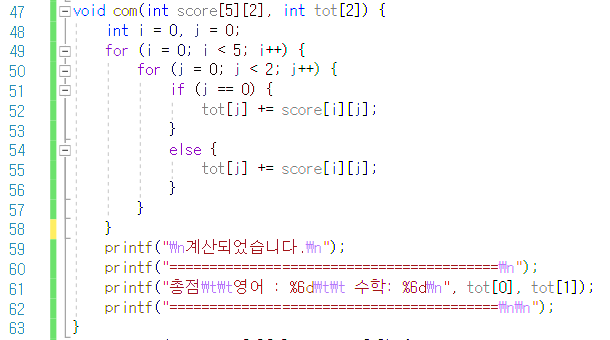 47 void com(int score[5][2], int tot[2]) {
48 int i = 0, j = 0;
49 for (i = 0; i < 5; i++) {
50 for (j = 0; j < 2; j++) {
51 if (j == 0) {
52 tot[j] += score[i][j];
53 }
54 else {
55 tot[j] += score[i][j];
56 }
57 }
58 }
59 printf("₩n계산되었습니다.₩n");
60 printf("=========================================₩n");
61 printf("총점₩t₩t영어 : %6d₩t₩t 수학: %6d₩n", tot[0], tot[1]);
62 printf("=========================================₩n₩n");
63 }